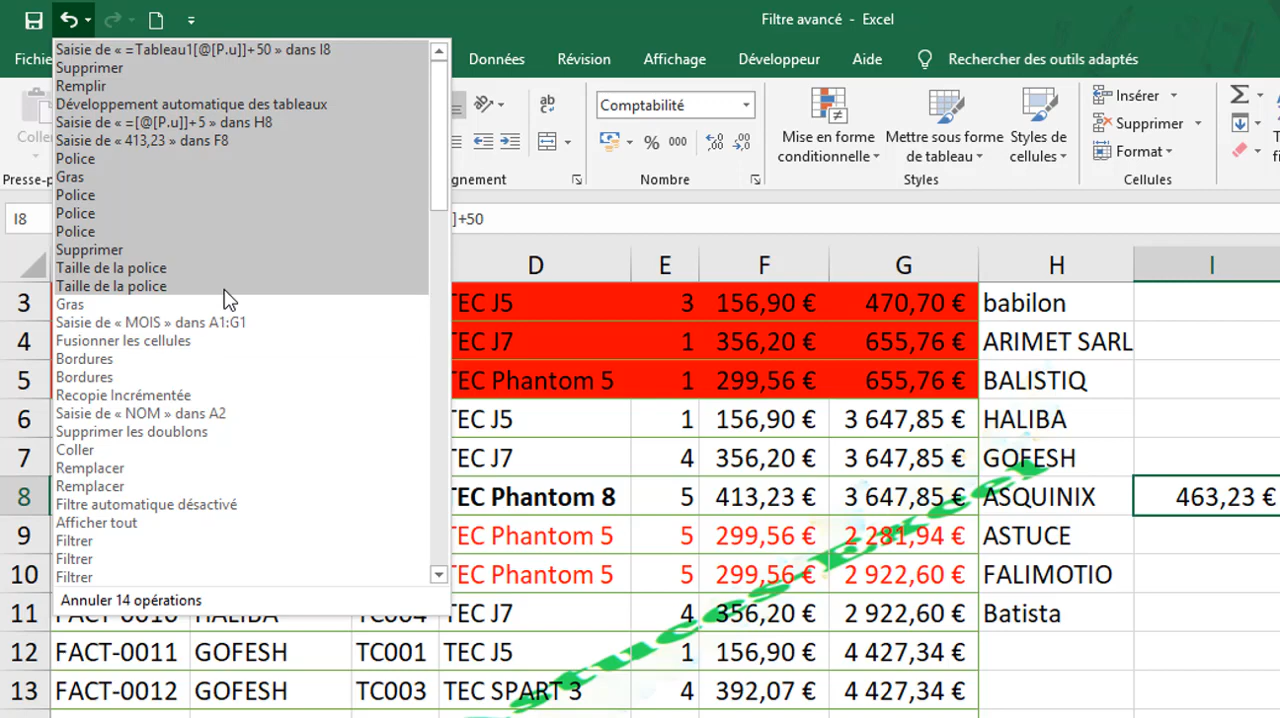 Filtre avancé - Excel
Fichie
Données
Révision
Affichage
Développeur
Aide
Rechercher des outils adaptés
Coller
Presse-p
Comptabilité
% 000
Mise en forme conditionnelle
Mettre sous forme de tableau
Styles de cellules
Insérer
Supprimer
Format
gnement
Nombre
Styles
Cellules
I8
]+50
Saisie de « =Tableau1[@[P.u]]+50 » dans I8
Supprimer
Remplir
Développement automatique des tableaux
Saisie de « =[@[P.u]]+5 » dans H8
Saisie de « 413,23 » dans F8
Police
Gras
Police
Police
Police
Supprimer
Taille de la police
Taille de la police
Gras
Saisie de « MOIS » dans A1:G1
Fusionner les cellules
Bordures
Bordures
Recopie Incrémentée
Saisie de « NOM » dans A2
Supprimer les doublons
Coller
Remplacer
Remplacer
Filtre automatique désactivé
Afficher tout
Filtrer
Filtrer
Filtrer
Annuler 14 opérations
D E F G H I
3 TEC J5 3 156,90 € 470,70 € babilon
4 TEC J7 1 356,20 € 655,76 € ARIMET SARL
5 TEC Phantom 5 1 299,56 € 655,76 € BALISTIQ
6 TEC J5 1 156,90 € 3 647,85 € HALIBA
7 TEC J7 4 356,20 € 3 647,85 € GOFESH
8 TEC Phantom 8 5 413,23 € 3 647,85 € ASQUINIX 463,23 €
9 TEC Phantom 5 5 299,56 € 2 281,94 € ASTUCE
10 TEC Phantom 5 5 299,56 € 2 922,60 € FALIMOTIO
11 FACT-0010 HALIBA TC004 TEC J7 4 356,20 € 2 922,60 € Batista
12 FACT-0011 GOFESH TC001 TEC J5 1 156,90 € 4 427,34 €
13 FACT-0012 GOFESH TC003 TEC SPART 3 4 392,07 € 4 427,34 €